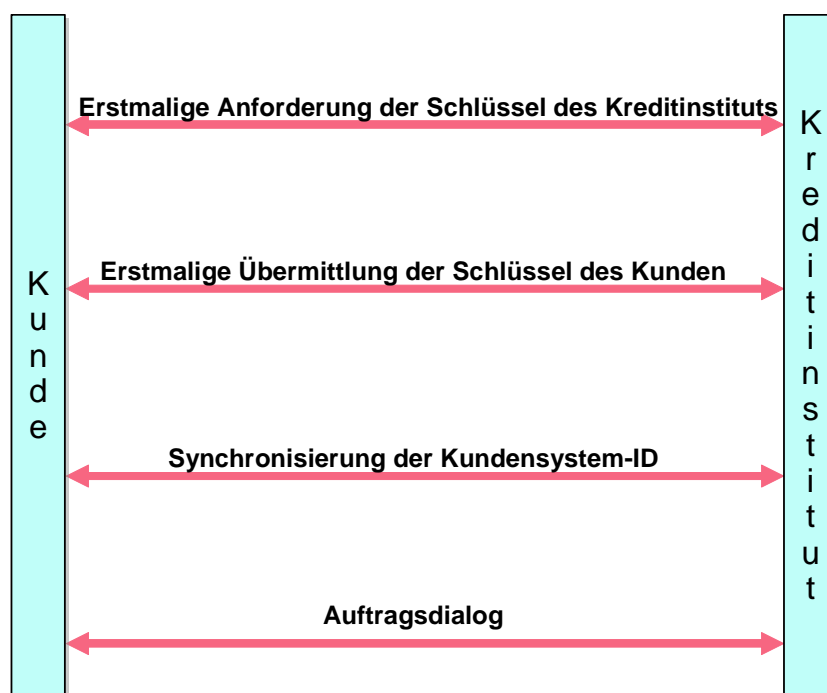 Erstmalige Anforderung der Schlüssel des Kreditinstituts
Erstmalige Übermittlung der Schlüssel des Kunden
Synchronisierung der Kundensystem-ID
Auftragsdialog
Kunde
Kreditinstitut